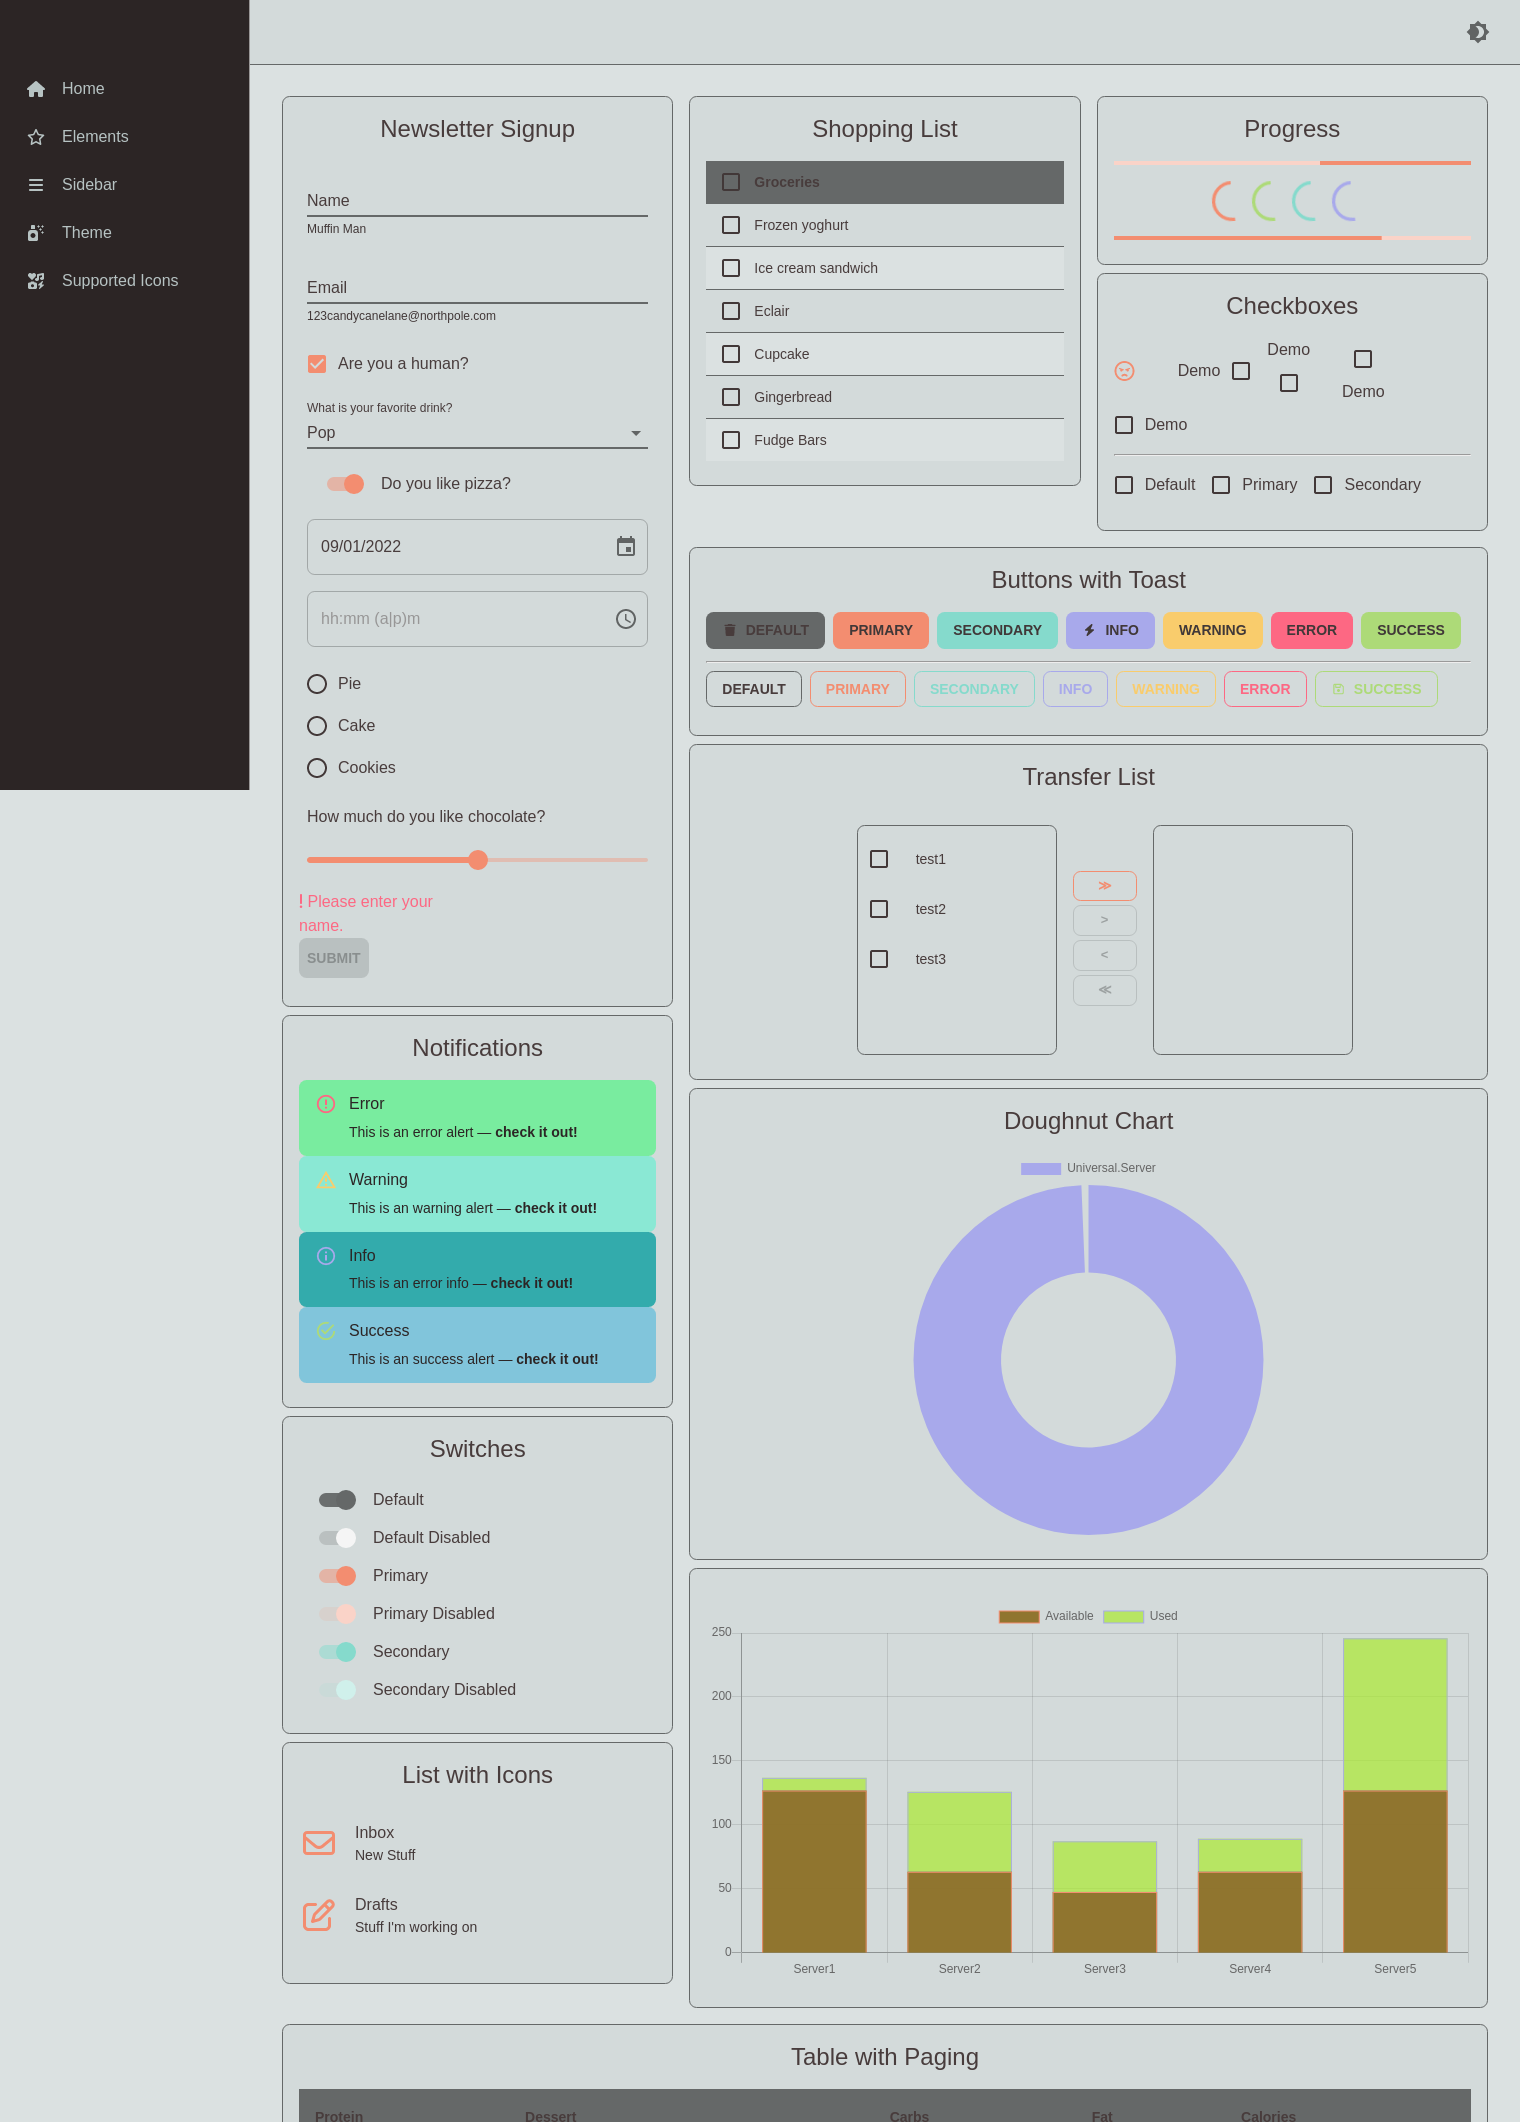 Home
Elements
Sidebar
Theme
Supported Icons
Newsletter Signup
Name
Muffin Man
Email
123candycanelane@northpole.com
Are you a human?
What is your favorite drink?
Pop
Do you like pizza?
09/01/2022
hh:mm (a|p)m
Pie
Cake
Cookies
How much do you like chocolate?
! Please enter your
name.
SUBMIT
Notifications
Error
This is an error alert — check it out!
Warning
This is an warning alert — check it out!
Info
This is an error info — check it out!
Success
This is an success alert — check it out!
Switches
Default
Default Disabled
Primary
Primary Disabled
Secondary
Secondary Disabled
List with Icons
Inbox
New Stuff
Drafts
Stuff I'm working on
Shopping List
Groceries
Frozen yoghurt
Ice cream sandwich
Eclair
Cupcake
Gingerbread
Fudge Bars
Progress
Checkboxes
Demo
Demo
Demo
Demo
Default Primary Secondary
Buttons with Toast
DEFAULT PRIMARY SECONDARY INFO WARNING ERROR SUCCESS
DEFAULT PRIMARY SECONDARY INFO WARNING ERROR SUCCESS
Transfer List
test1
test2
test3
≫
>
<
≪
Doughnut Chart
Universal.Server
Available Used
250
200
150
100
50
0
Server1 Server2 Server3 Server4 Server5
Table with Paging
Protein Dessert Carbs Fat Calories